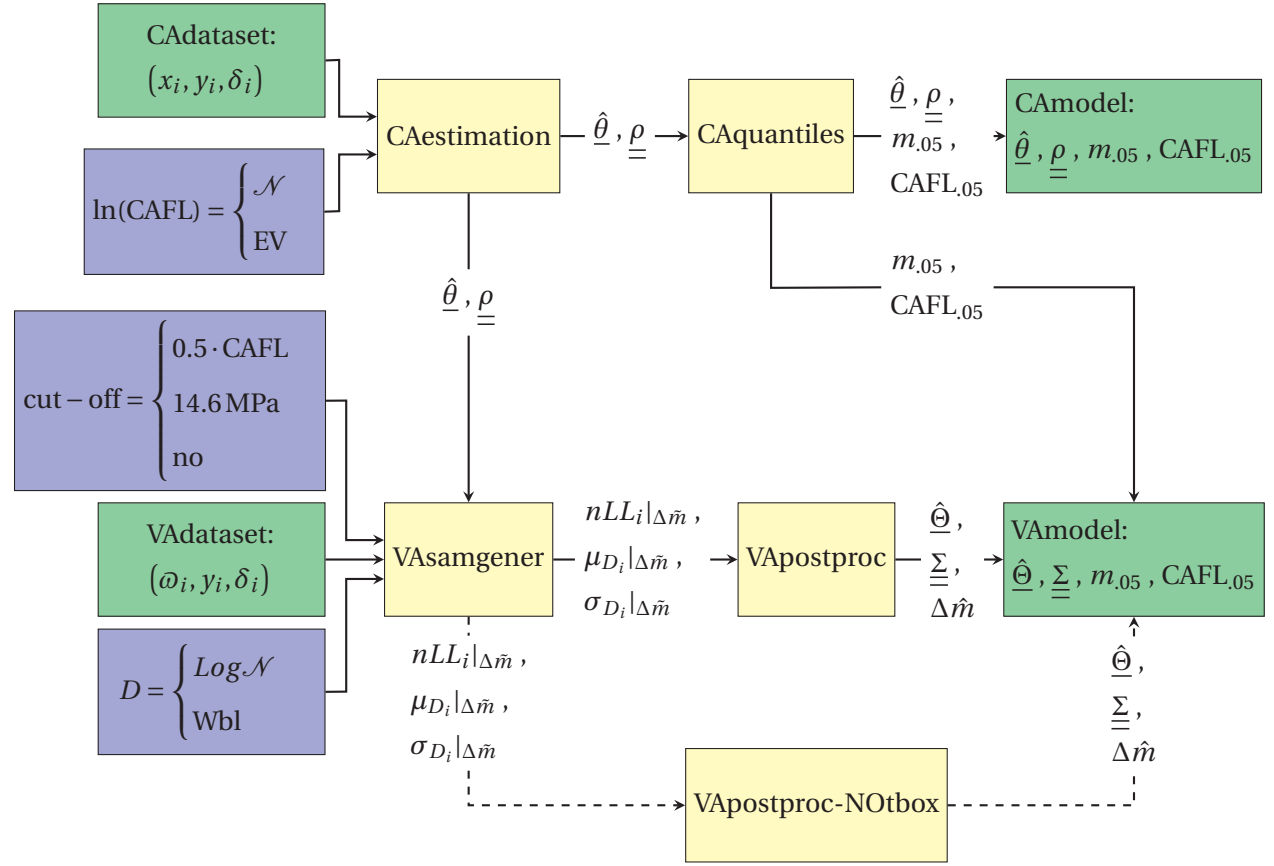 CAdataset:
(x_i, y_i, δ_i)
ln(CAFL) = { 𝒩
EV
CAestimation
θ̂, ρ
CAquantiles
θ̂, ρ,
m.05,
CAFL.05
CAmodel:
θ̂, ρ, m.05, CAFL.05
θ̂, ρ
m.05,
CAFL.05
cut – off = { 0.5 · CAFL
14.6 MPa
no
VAdataset:
(ϖ_i, y_i, δ_i)
D = { Log 𝒩
Wbl
VAsamgener
nLL_i|Δm̃,
μ_D_i|Δm̃,
σ_D_i|Δm̃
VApostproc
Θ̂,
Σ,
Δm̂
VAmodel:
Θ̂, Σ, m.05, CAFL.05
nLL_i|Δm̃,
μ_D_i|Δm̃,
σ_D_i|Δm̃
VApostproc-NOtbox
Θ̂,
Σ,
Δm̂